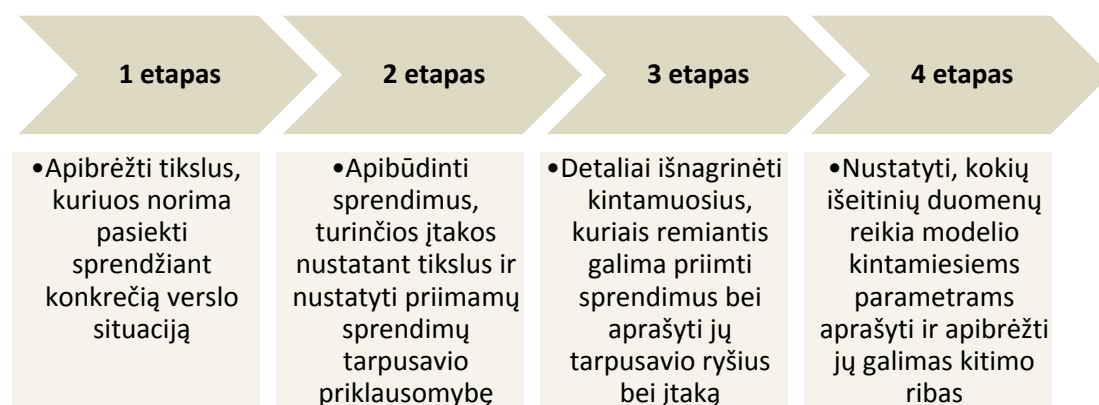 1 etapas
2 etapas
3 etapas
4 etapas
•Apibrėžti tikslus,
kuriuos norima
pasiekti
sprendžiant
konkrečią verslo
situaciją
•Apibūdinti
sprendimus,
turinčios įtakos
nustatant tikslus ir
nustatyti priimamų
sprendimų
tarpusavio
priklausomybę
•Detaliai išnagrinėti
kintamuosius,
kuriais remiantis
galima priimti
sprendimus bei
aprašyti jų
tarpusavio ryšius
bei įtaką
•Nustatyti, kokių
išeitinių duomenų
reikia modelio
kintamiesiems
parametrams
aprašyti ir apibrėžti
jų galimas kitimo
ribas